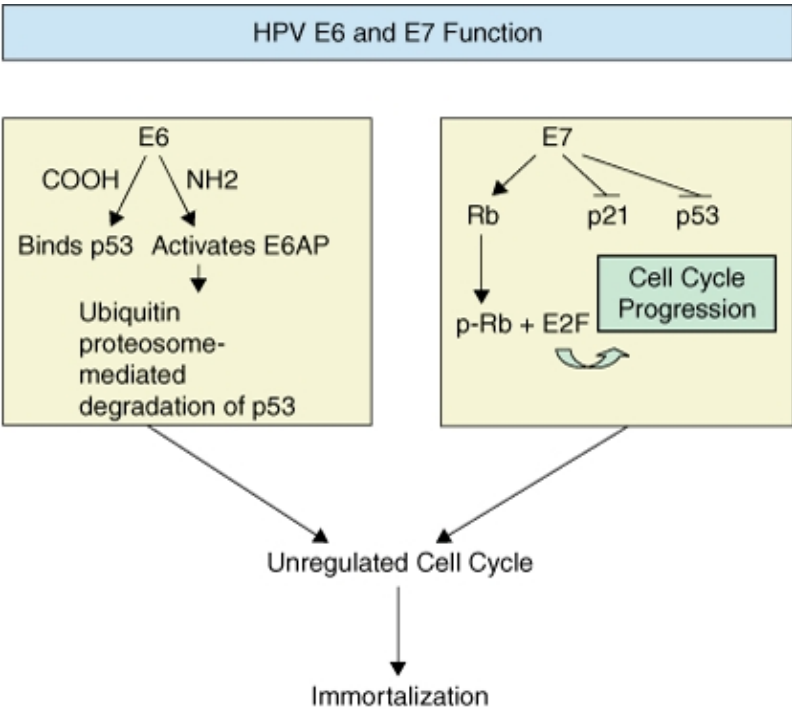 HPV E6 and E7 Function
E6
COOH
NH2
Binds p53
Activates E6AP
Ubiquitin
proteosome-
mediated
degradation of p53
E7
Rb
p21
p53
p-Rb + E2F
Cell Cycle
Progression
Unregulated Cell Cycle
Immortalization